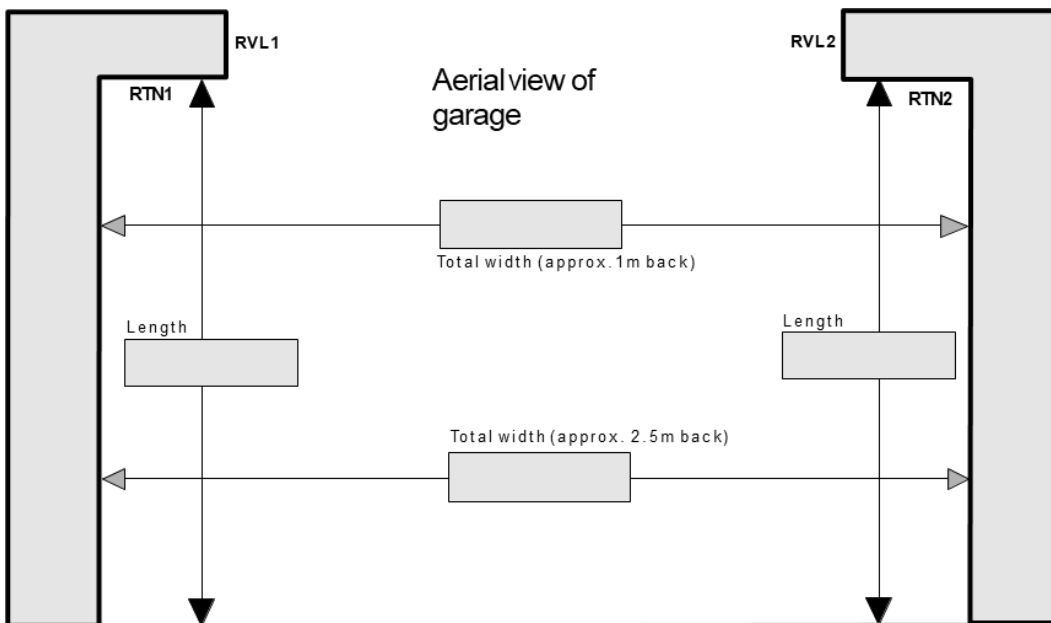 RVL1
RVL2
Aerial view of
garage
RTN1
RTN2
Total width (approx.1m back)
Length
Length
Total width (approx. 2.5m back)